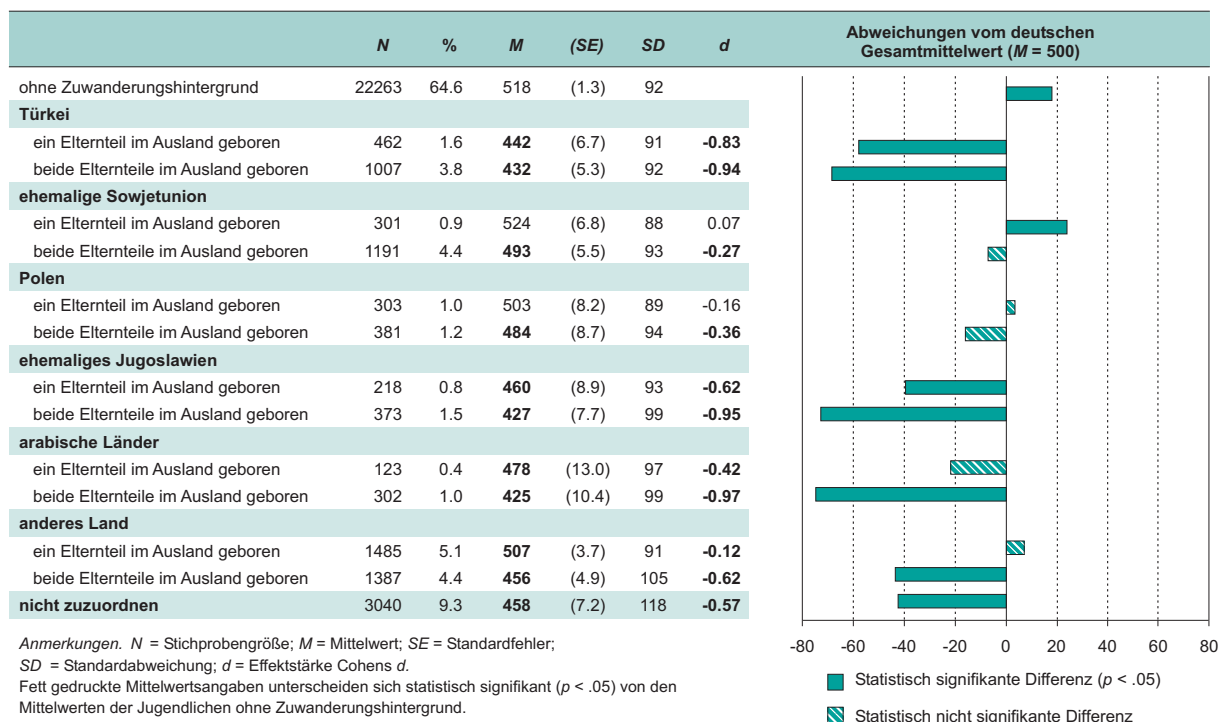 N % M (SE) SD d Abweichungen vom deutschen
Gesamtmittelwert (M = 500)
ohne Zuwanderungshintergrund 22263 64.6 518 (1.3) 92
Türkei
ein Elternteil im Ausland geboren 462 1.6 442 (6.7) 91 -0.83
beide Elternteile im Ausland geboren 1007 3.8 432 (5.3) 92 -0.94
ehemalige Sowjetunion
ein Elternteil im Ausland geboren 301 0.9 524 (6.8) 88 0.07
beide Elternteile im Ausland geboren 1191 4.4 493 (5.5) 93 -0.27
Polen
ein Elternteil im Ausland geboren 303 1.0 503 (8.2) 89 -0.16
beide Elternteile im Ausland geboren 381 1.2 484 (8.7) 94 -0.36
ehemaliges Jugoslawien
ein Elternteil im Ausland geboren 218 0.8 460 (8.9) 93 -0.62
beide Elternteile im Ausland geboren 373 1.5 427 (7.7) 99 -0.95
arabische Länder
ein Elternteil im Ausland geboren 123 0.4 478 (13.0) 97 -0.42
beide Elternteile im Ausland geboren 302 1.0 425 (10.4) 99 -0.97
anderes Land
ein Elternteil im Ausland geboren 1485 5.1 507 (3.7) 91 -0.12
beide Elternteile im Ausland geboren 1387 4.4 456 (4.9) 105 -0.62
nicht zuzuordnen 3040 9.3 458 (7.2) 118 -0.57
-80 -60 -40 -20 0 20 40 60 80
Anmerkungen. N = Stichprobengröße; M = Mittelwert; SE = Standardfehler;
SD = Standardabweichung; d = Effektstärke Cohens d.
Fett gedruckte Mittelwertsangaben unterscheiden sich statistisch signifikant (p < .05) von den
Mittelwerten der Jugendlichen ohne Zuwanderungshintergrund.
Statistisch signifikante Differenz (p < .05)
Statistisch nicht signifikante Differenz